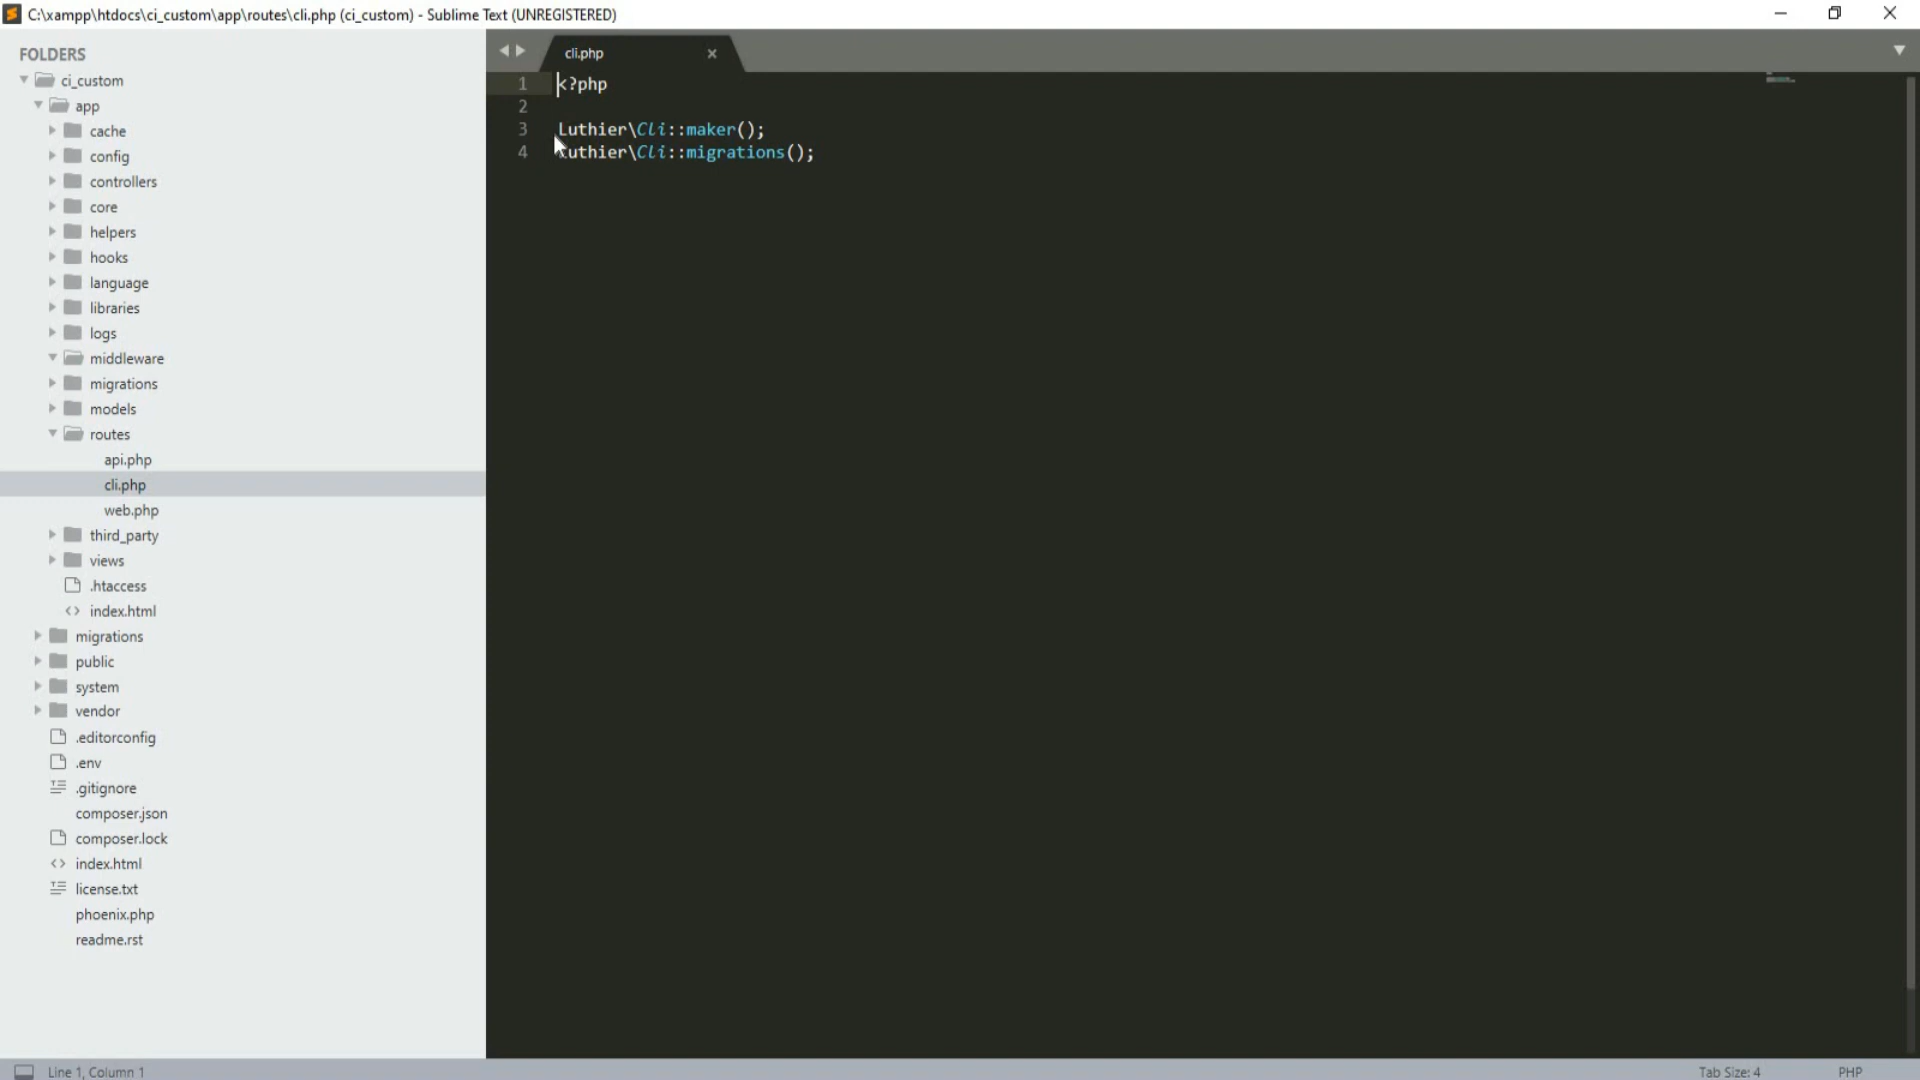 C:\xampp\htdocs\ci_custom\app\routes\cli.php (ci_custom) - Sublime Text (UNREGISTERED)
FOLDERS
ci_custom
app
cache
config
controllers
core
helpers
hooks
language
libraries
logs
middleware
migrations
models
routes
api.php
cli.php
web.php
third_party
views
.htaccess
index.html
migrations
public
system
vendor
.editorconfig
.env
.gitignore
composer.json
composer.lock
index.html
license.txt
phoenix.php
readme.rst
cli.php
1 <?php
2
3 Luthier\Cli::maker();
4 Luthier\Cli::migrations();
Line 1, Column 1
Tab Size: 4
PHP